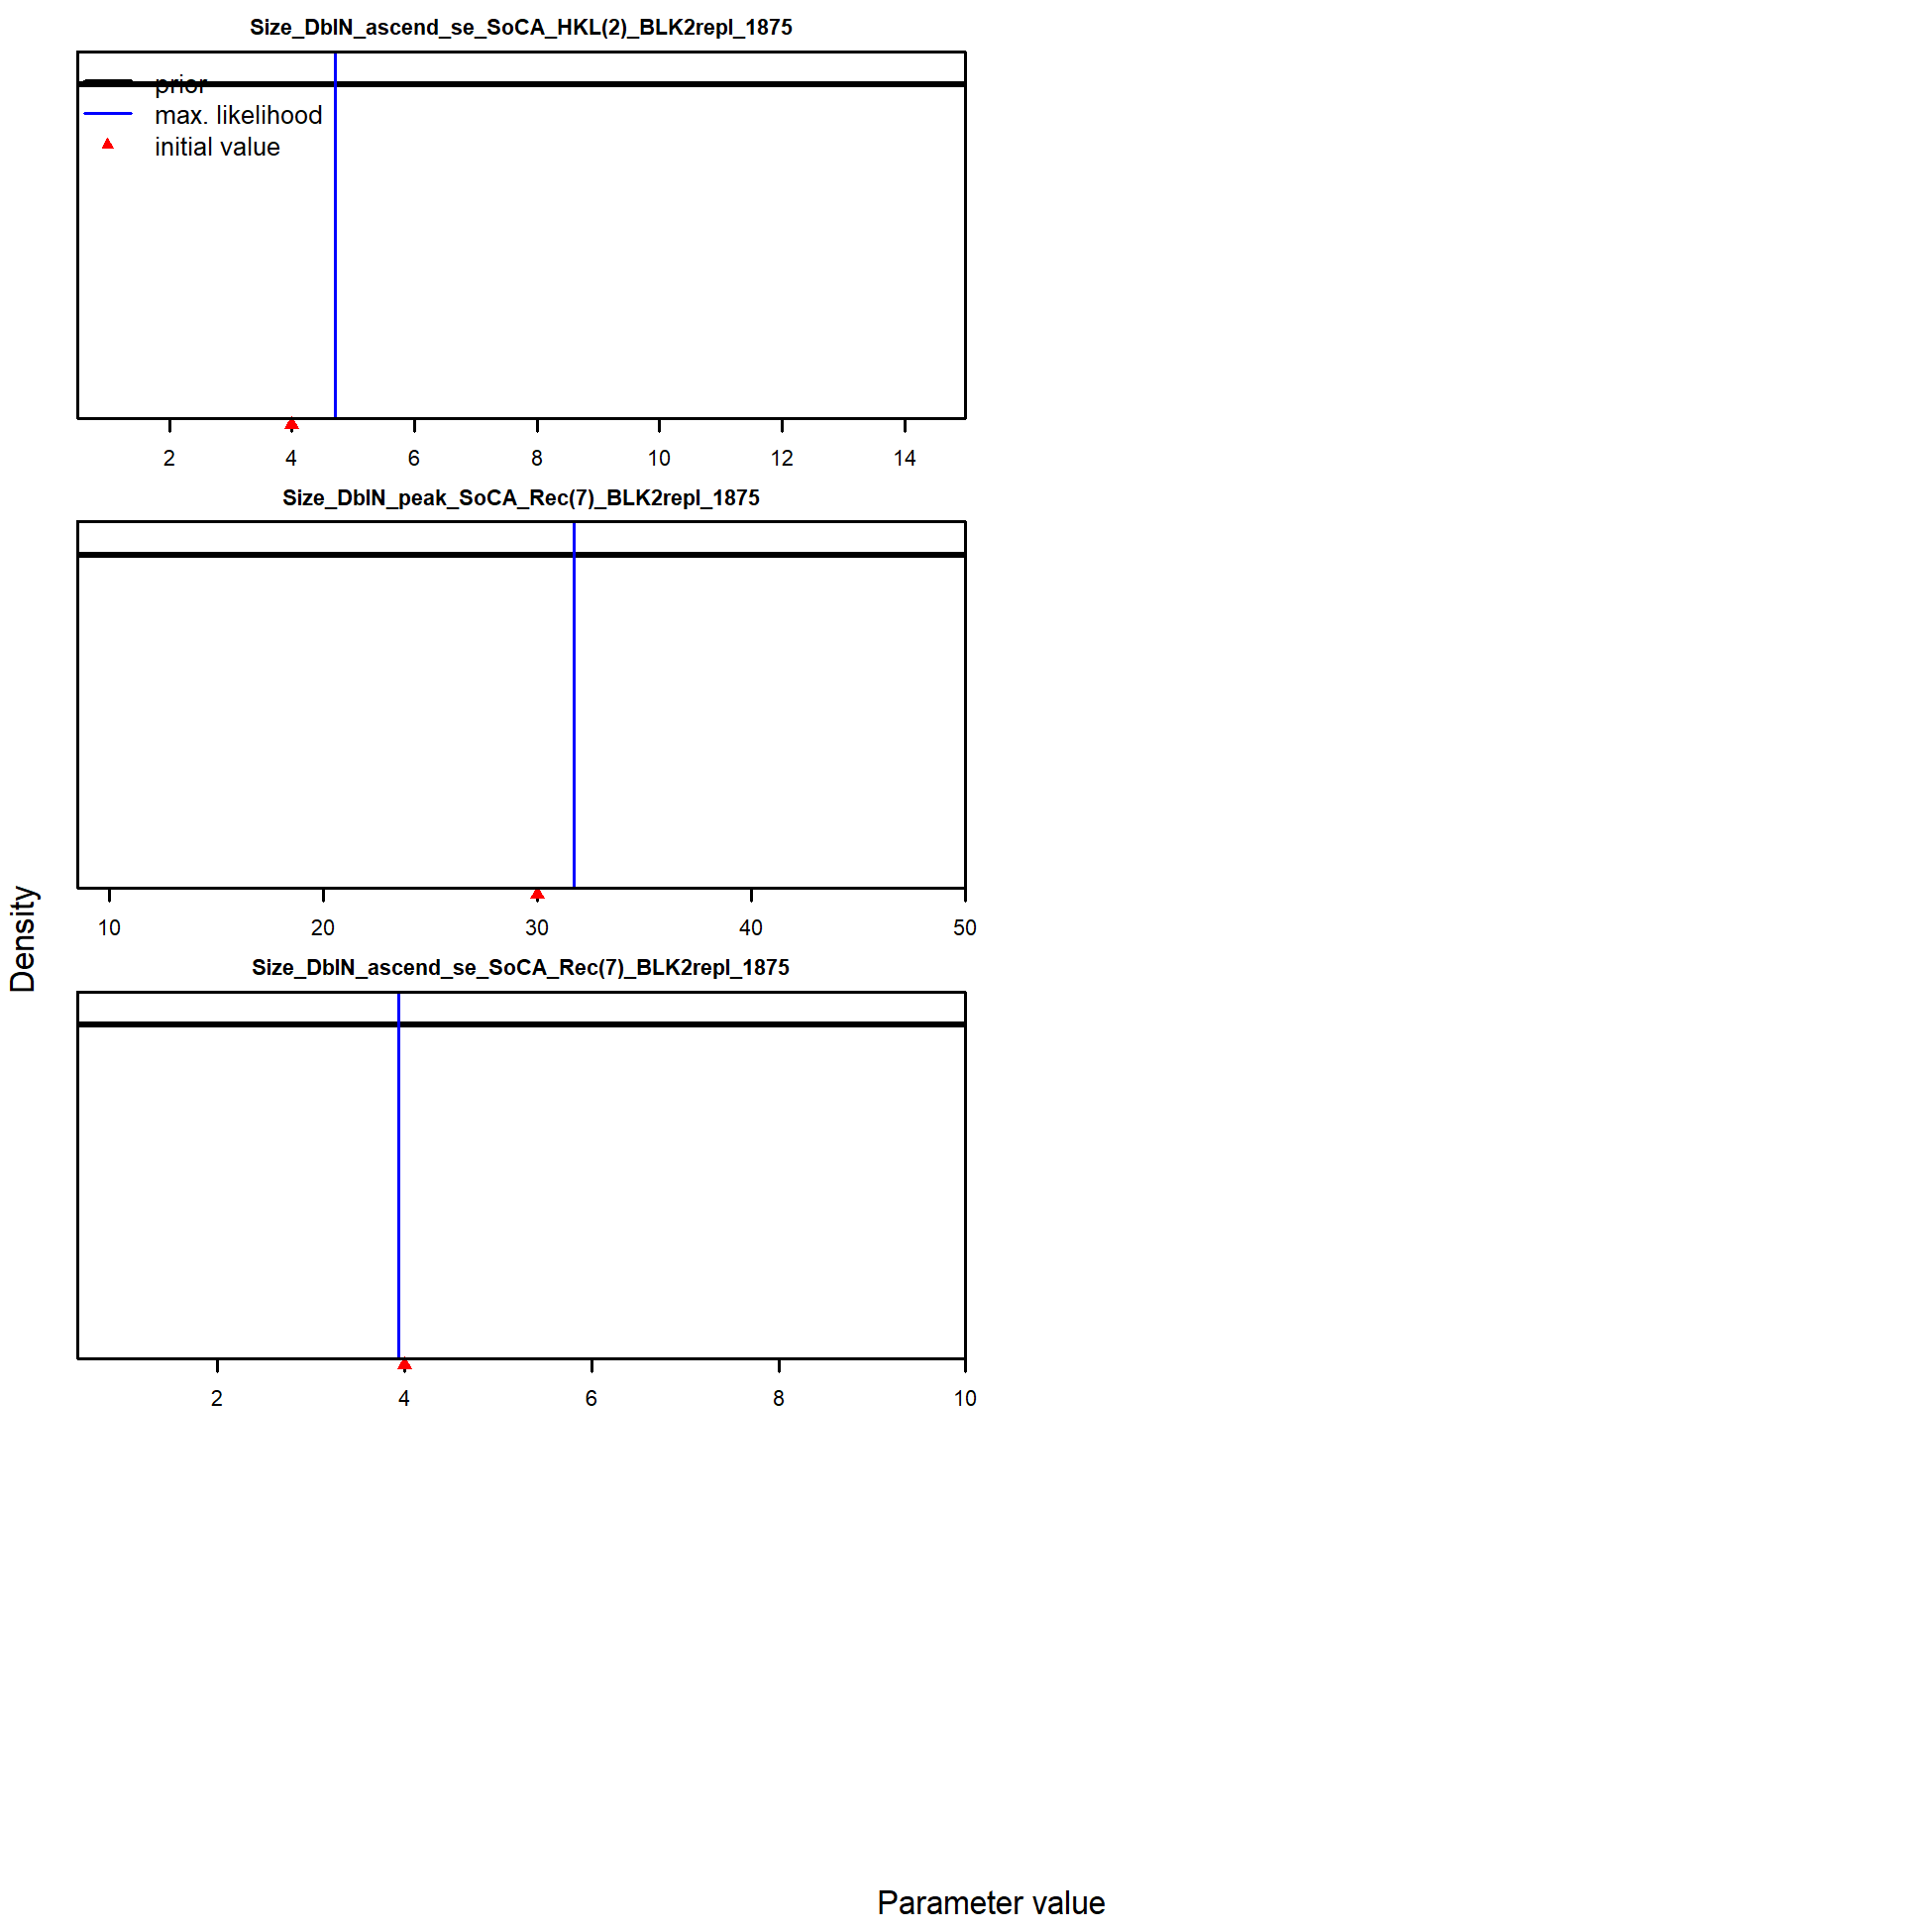 Size_DblN_ascend_se_SoCA_HKL(2)_BLK2repl_1875
prior
max. likelihood
initial value
2 4 6 8 10 12 14
Size_DblN_peak_SoCA_Rec(7)_BLK2repl_1875
10 20 30 40 50
Density
Size_DblN_ascend_se_SoCA_Rec(7)_BLK2repl_1875
2 4 6 8 10
Parameter value